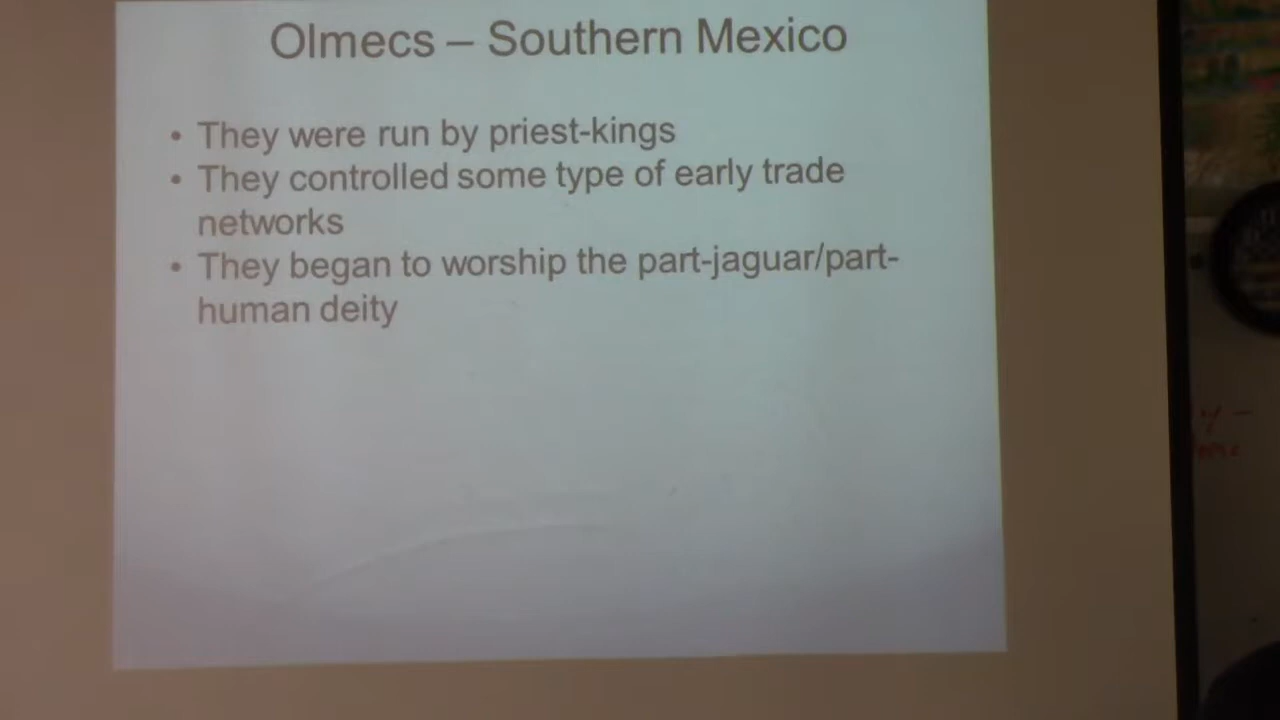 Olmecs – Southern Mexico
• They were run by priest-kings
• They controlled some type of early trade
networks
• They began to worship the part-jaguar/part-
human deity